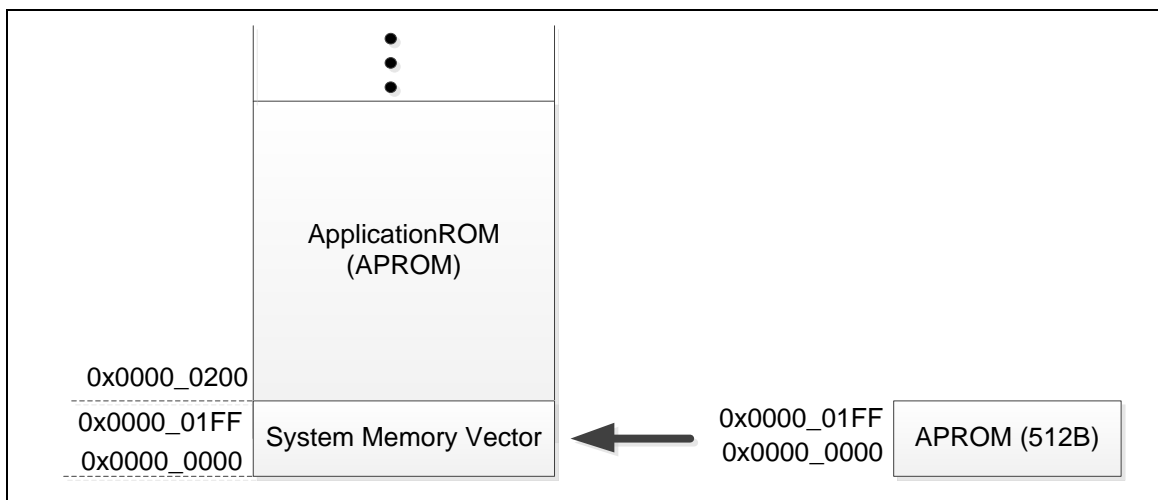 ApplicationROM
(APROM)
0x0000_0200
0x0000_01FF
System Memory Vector
0x0000_0000
0x0000_01FF
0x0000_0000
APROM (512B)